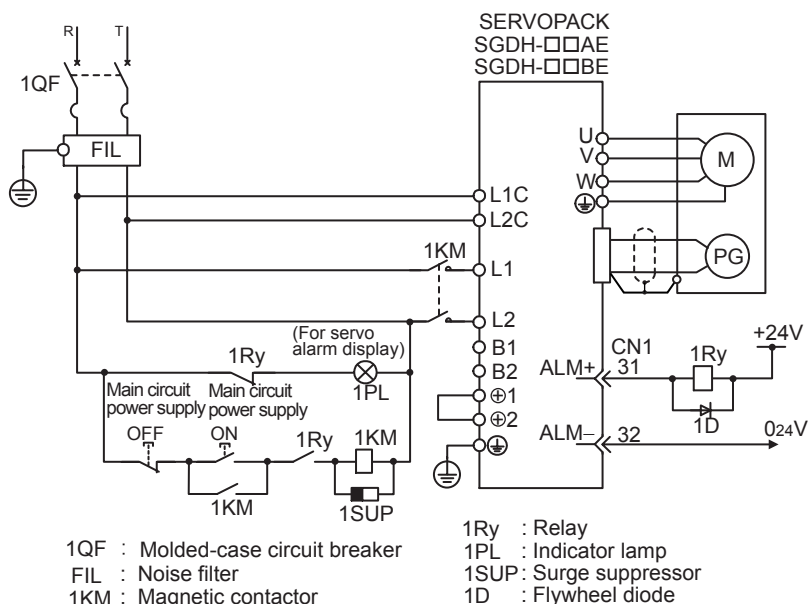 SERVOPACK
SGDH-□□AE
SGDH-□□BE
R
T
1QF
FIL
U
V
W
M
L1C
L2C
1KM
L1
PG
L2
(For servo
alarm display)
1Ry
1PL
B1
B2
⊕1
⊕2
CN1
ALM+
31
1Ry
+24V
1D
ALM−
32
024V
Main circuit
power supply
OFF
Main circuit
power supply
ON
1Ry
1KM
1KM
1SUP
1QF : Molded-case circuit breaker
FIL : Noise filter
1KM : Magnetic contactor
1Ry : Relay
1PL : Indicator lamp
1SUP: Surge suppressor
1D : Flywheel diode